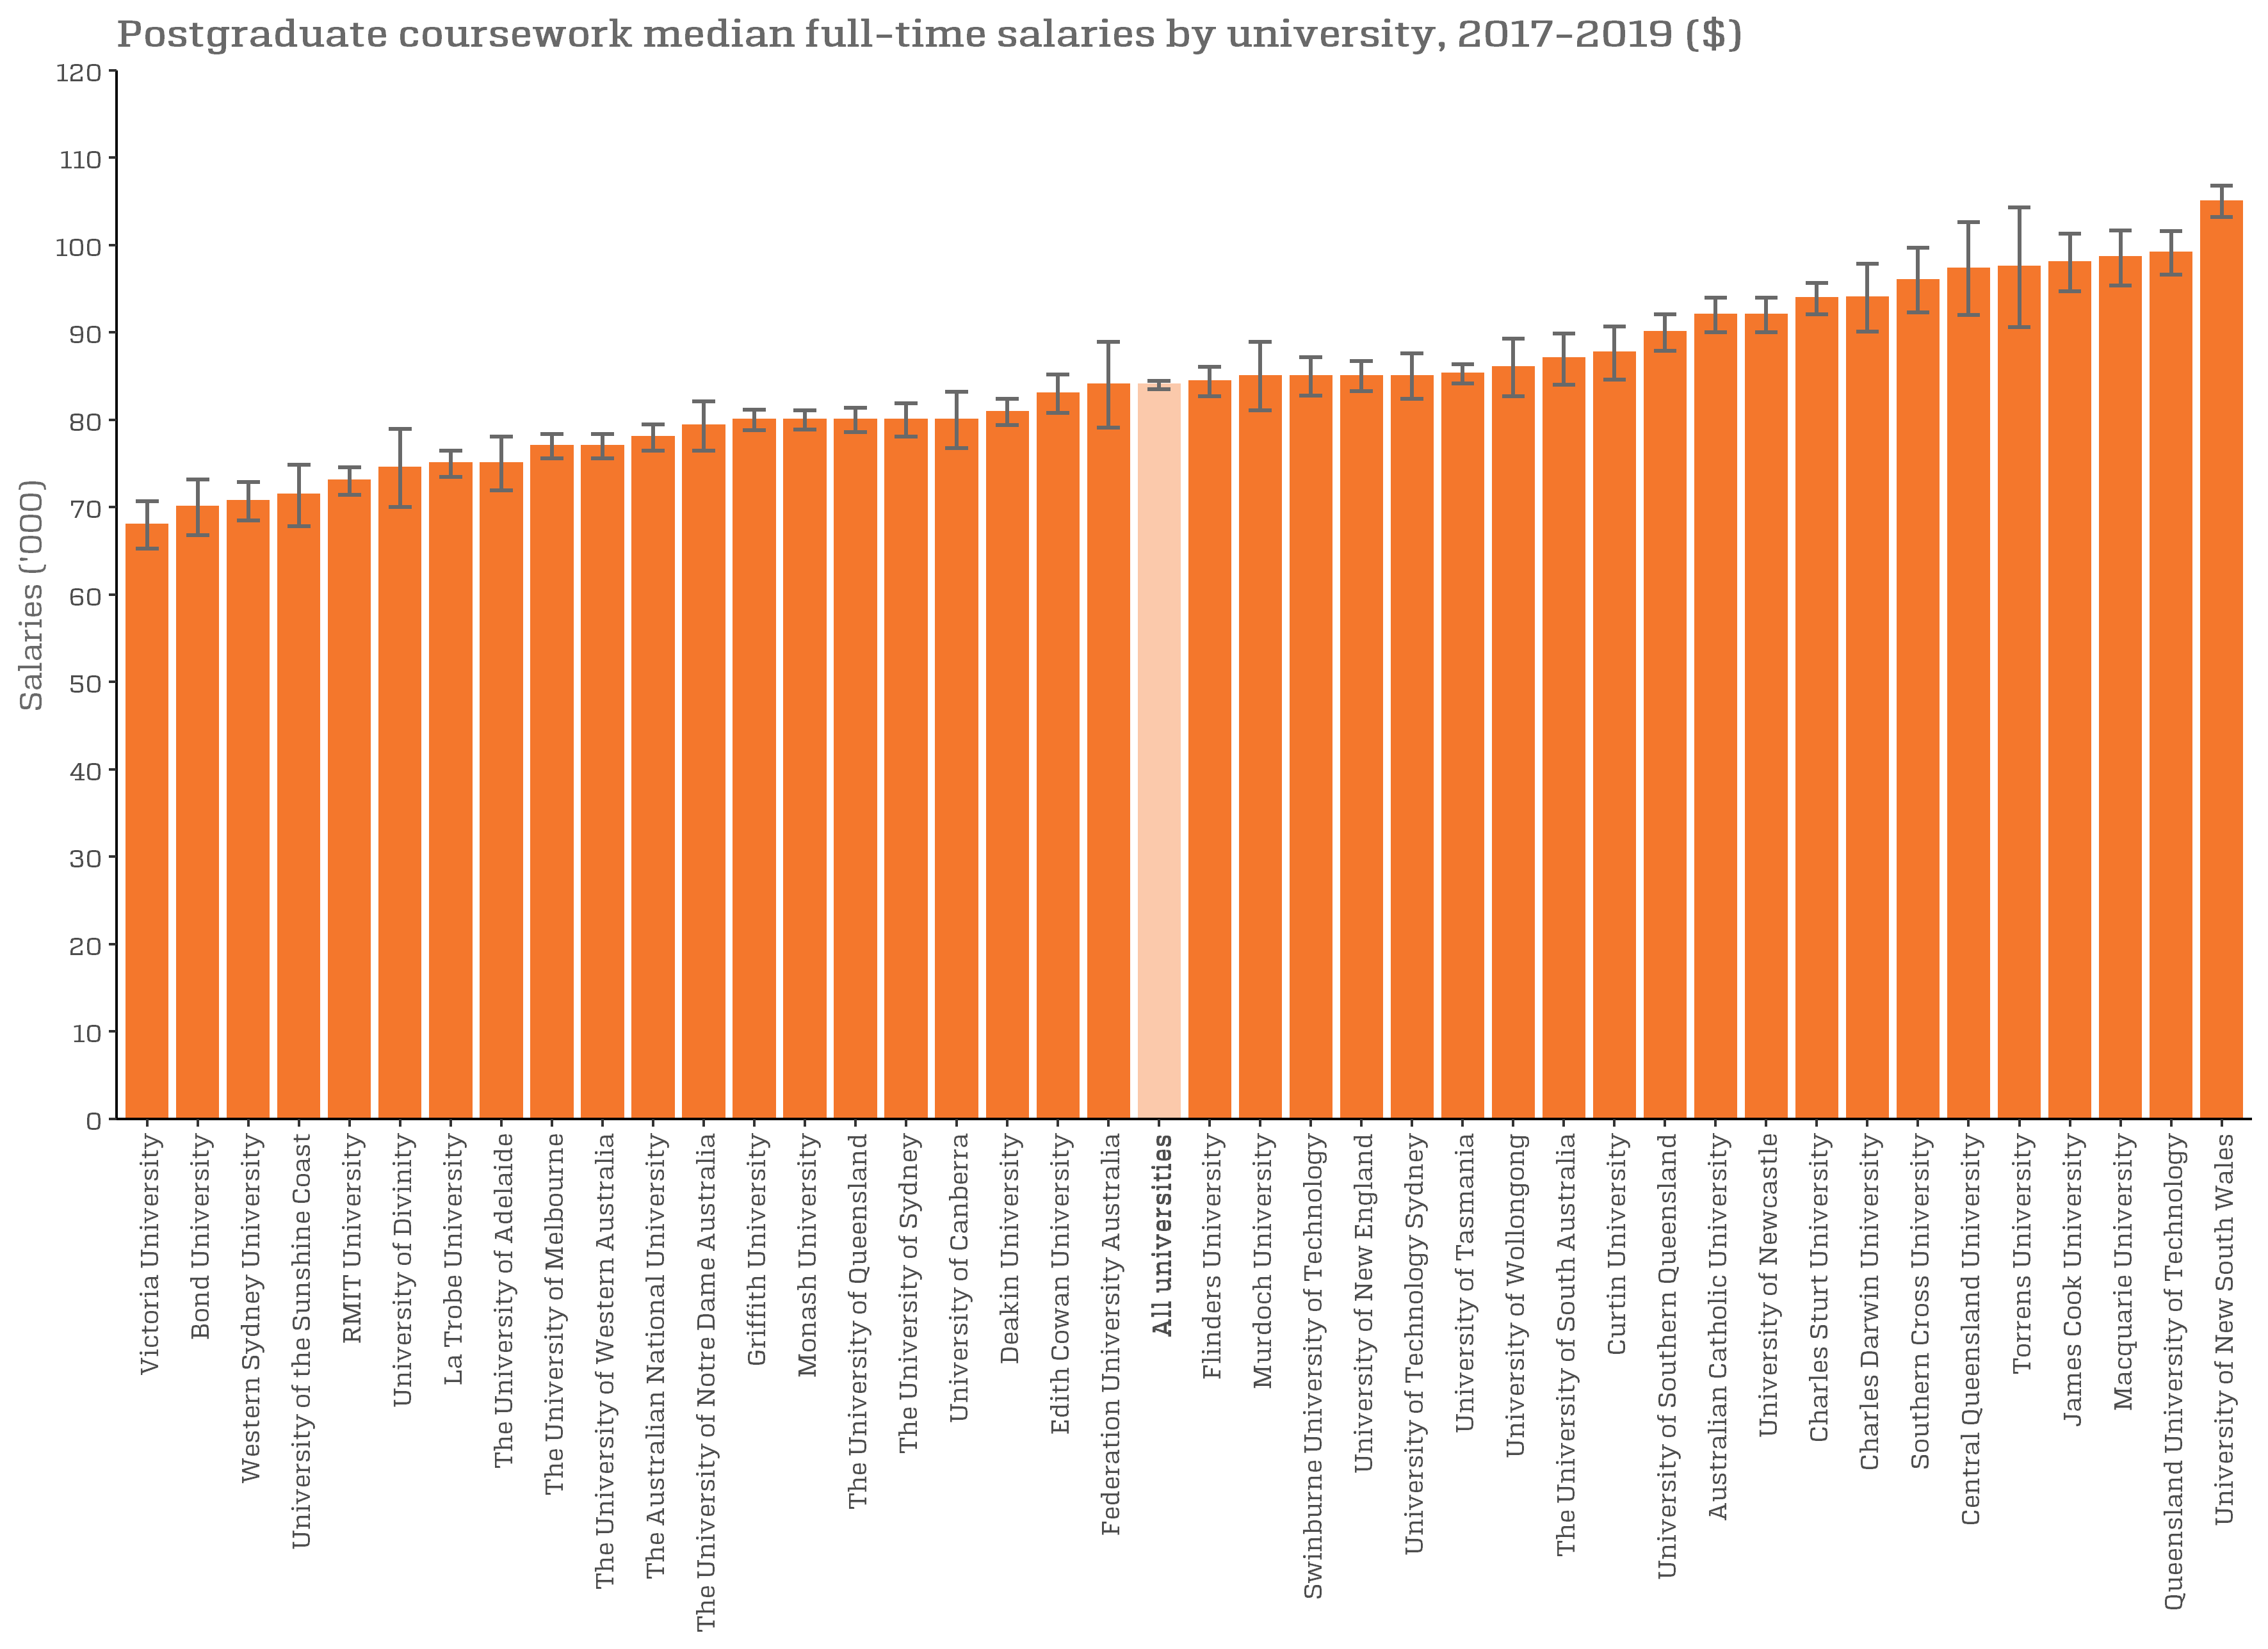 Postgraduate coursework median full-time salaries by university, 2017-2019 ($)
120
110
100
90
80
70
60
50
40
30
20
10
0
Salaries ('000)
Victoria University
Bond University
Western Sydney University
University of the Sunshine Coast
RMIT University
University of Divinity
La Trobe University
The University of Adelaide
The University of Melbourne
The University of Western Australia
The Australian National University
The University of Notre Dame Australia
Griffith University
Monash University
The University of Queensland
The University of Sydney
University of Canberra
Deakin University
Edith Cowan University
Federation University Australia
All universities
Flinders University
Murdoch University
Swinburne University of Technology
University of New England
University of Technology Sydney
University of Tasmania
University of Wollongong
The University of South Australia
Curtin University
University of Southern Queensland
Australian Catholic University
University of Newcastle
Charles Sturt University
Charles Darwin University
Southern Cross University
Central Queensland University
Torrens University
James Cook University
Macquarie University
Queensland University of Technology
University of New South Wales